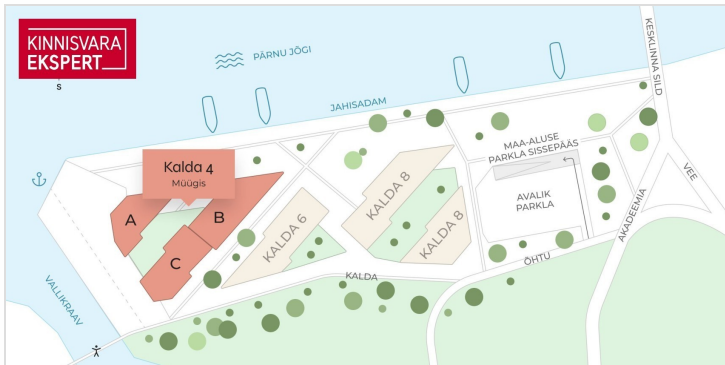 KINNISVARA
EKSPERT
S
PÄRNU JÕGI
JAHISADAM
KESKLINNA SILD
MAA-ALUSE
PARKLA SISSEPÄÄS
VEE
Kalda 4
Müügis
A
B
C
KALDA 6
KALDA 8
KALDA 8
AVALIK
PARKLA
AKADEEMIA
ÕHTU
KALDA
VALLIKRAAV